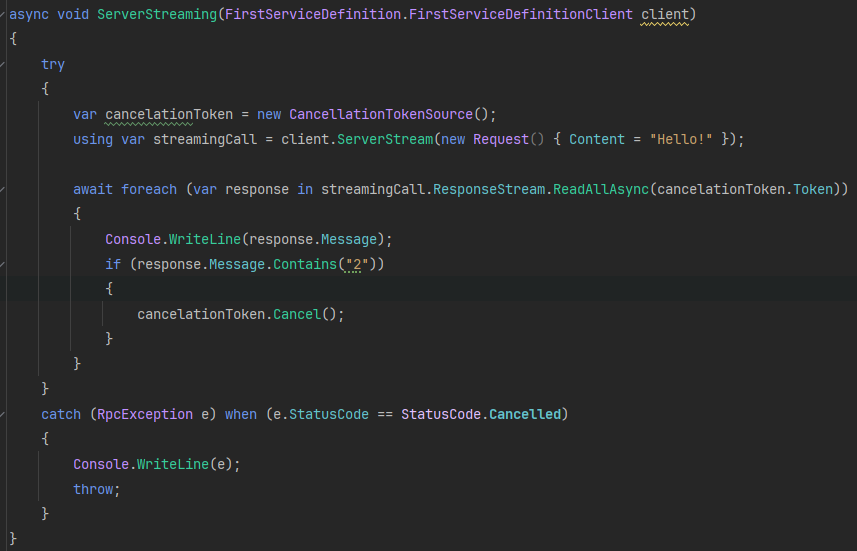 async void ServerStreaming(FirstServiceDefinition.FirstServiceDefinitionClient client)
{
    try
    {
        var cancelationToken = new CancellationTokenSource();
        using var streamingCall = client.ServerStream(new Request() { Content = "Hello!" });

        await foreach (var response in streamingCall.ResponseStream.ReadAllAsync(cancelationToken.Token))
        {
            Console.WriteLine(response.Message);
            if (response.Message.Contains("2"))
            {
                cancelationToken.Cancel();
            }
        }
    }
    catch (RpcException e) when (e.StatusCode == StatusCode.Cancelled)
    {
        Console.WriteLine(e);
        throw;
    }
}